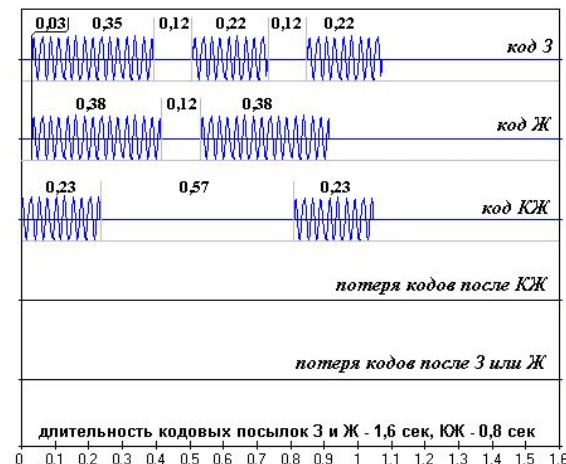 0,03 0,35 0,12 0,22 0,12 0,22
код З
0,38 0,12 0,38
код Ж
0,23 0,57 0,23
код КЖ
потеря кодов после КЖ
потеря кодов после З или Ж
длительность кодовых посылок З и Ж - 1,6 сек, КЖ - 0,8 сек
0 0.1 0.2 0.3 0.4 0.5 0.6 0.7 0.8 0.9 1 1.1 1.2 1.3 1.4 1.5 1.6